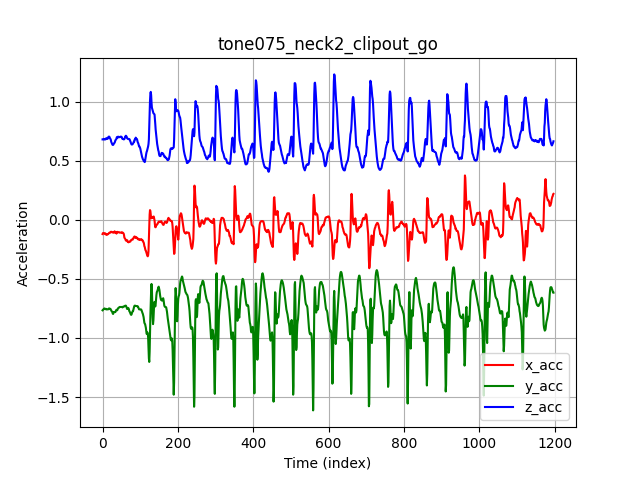 tone075_neck2_clipout_go
1.0
0.5
0.0
−0.5
−1.0
−1.5
Acceleration
x_acc
y_acc
z_acc
0 200 400 600 800 1000 1200
Time (index)